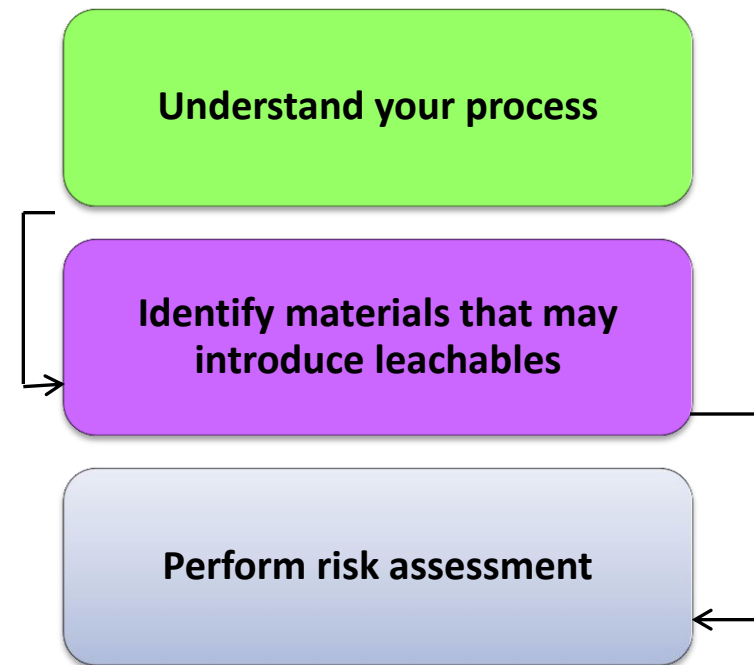 Understand your process
Identify materials that may
introduce leachables
Perform risk assessment